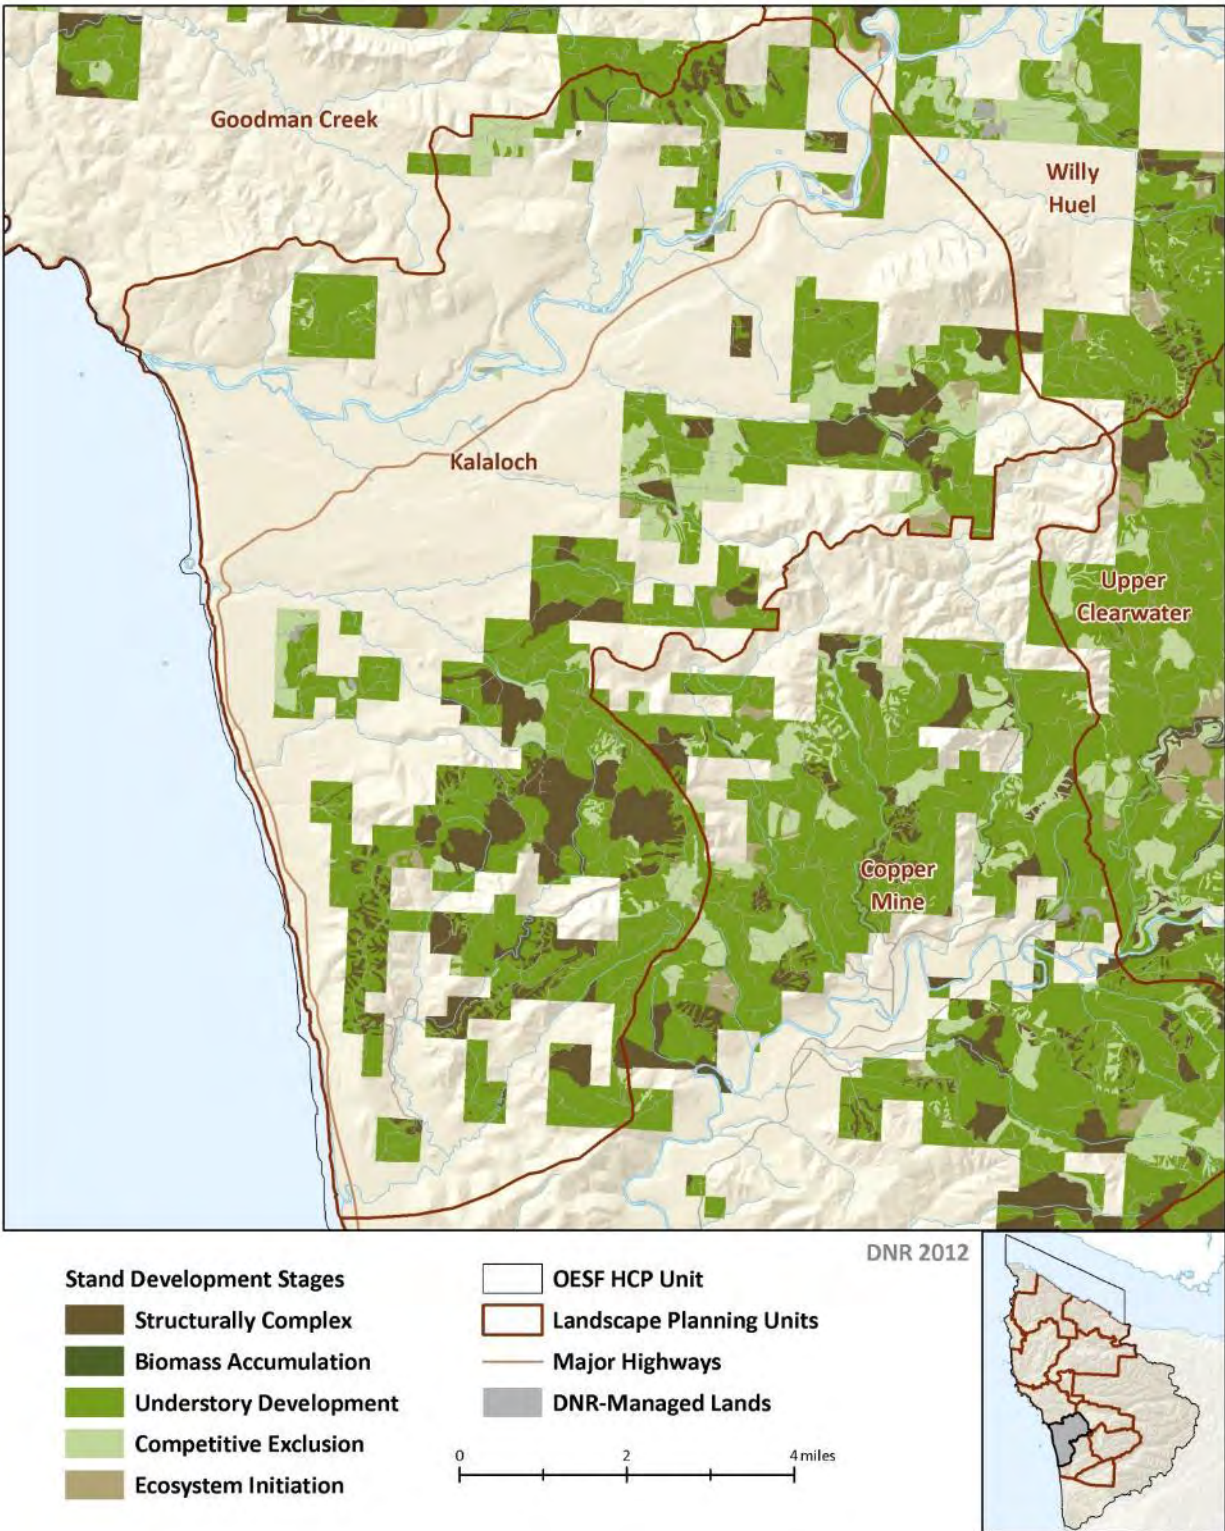 Goodman Creek
Willy
Huel
Kalaloch
Upper
Clearwater
Copper
Mine
DNR 2012
Stand Development Stages
Structurally Complex
Biomass Accumulation
Understory Development
Competitive Exclusion
Ecosystem Initiation
OESF HCP Unit
Landscape Planning Units
Major Highways
DNR-Managed Lands
0 2 4 miles